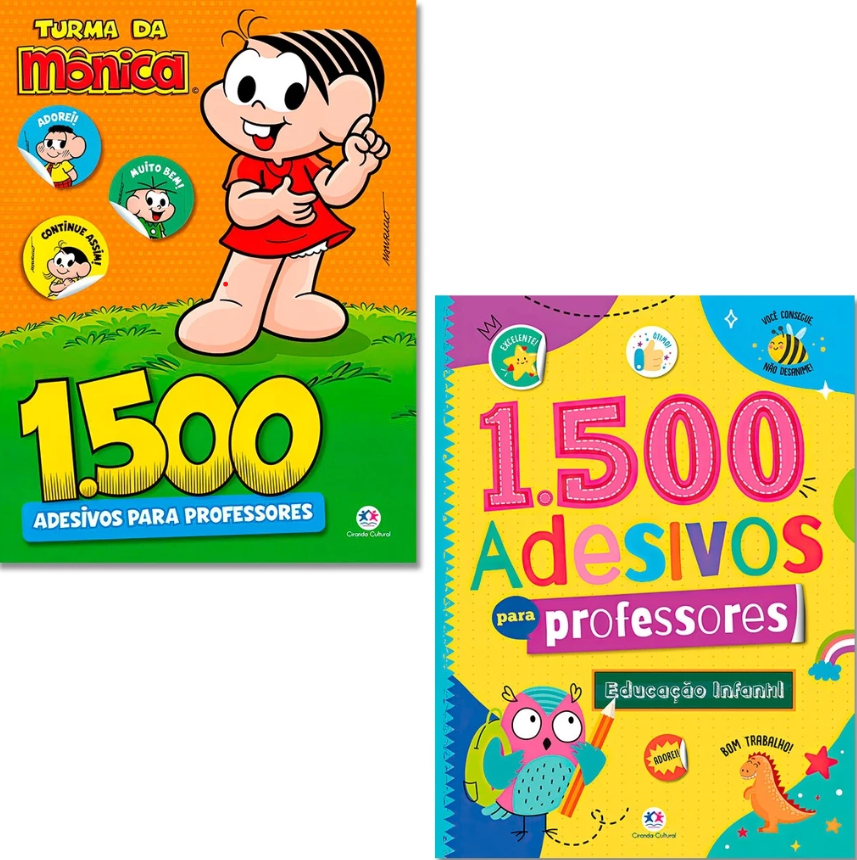 TURMA DA
Mônica
ADOREI!
MUITO BEM!
CONTINUE ASSIM!
MAURICIO
1.500
ADESIVOS PARA PROFESSORES
Ciranda Cultural
EXCELENTE!
ÓTIMO!
VOCÊ CONSEGUE
NÃO DESANIME!
1.500
Adesivos
para professores
Educação Infantil
ADOREI!
BOM TRABALHO!
Ciranda Cultural